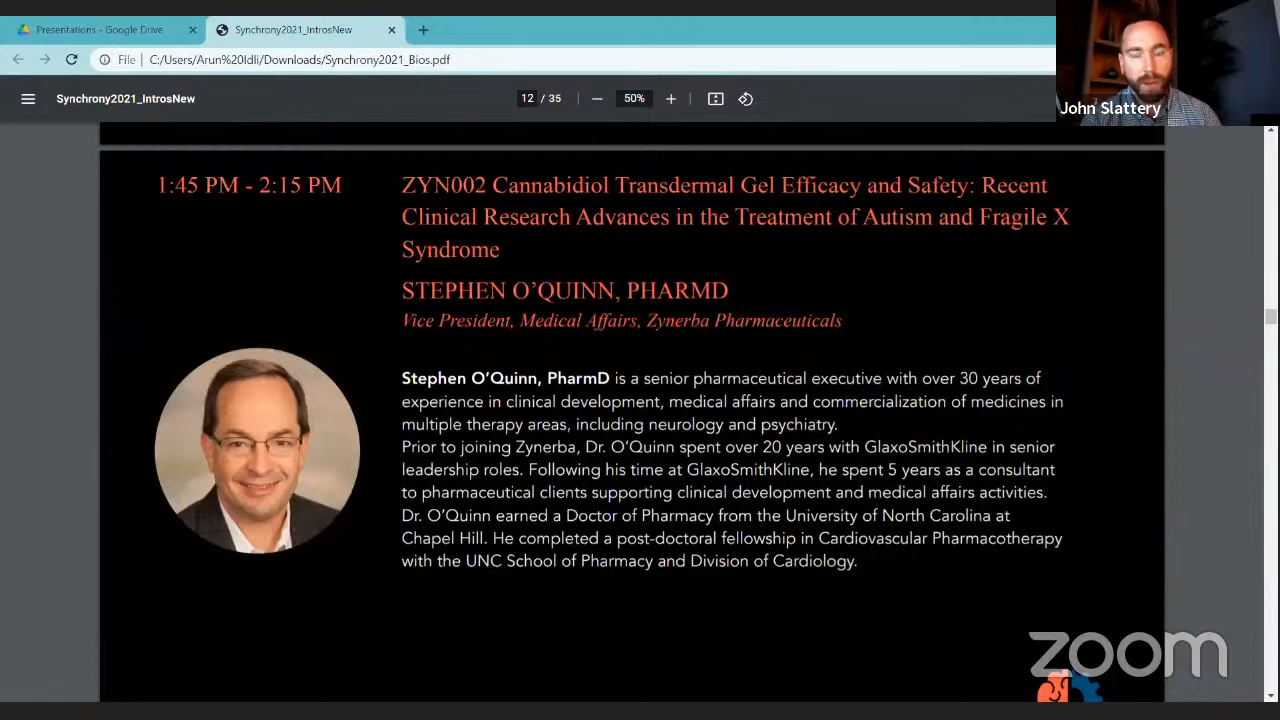 Presentations - Google Drive
Synchrony2021_IntrosNew
File
C:/Users/Arun%20Idli/Downloads/Synchrony2021_Bios.pdf
Synchrony2021_IntrosNew
12 / 35
50%
John Slattery
1:45 PM - 2:15 PM
ZYN002 Cannabidiol Transdermal Gel Efficacy and Safety: Recent
Clinical Research Advances in the Treatment of Autism and Fragile X
Syndrome
STEPHEN O’QUINN, PHARMD
Vice President, Medical Affairs, Zynerba Pharmaceuticals
Stephen O’Quinn, PharmD is a senior pharmaceutical executive with over 30 years of
experience in clinical development, medical affairs and commercialization of medicines in
multiple therapy areas, including neurology and psychiatry.
Prior to joining Zynerba, Dr. O’Quinn spent over 20 years with GlaxoSmithKline in senior
leadership roles. Following his time at GlaxoSmithKline, he spent 5 years as a consultant
to pharmaceutical clients supporting clinical development and medical affairs activities.
Dr. O’Quinn earned a Doctor of Pharmacy from the University of North Carolina at
Chapel Hill. He completed a post-doctoral fellowship in Cardiovascular Pharmacotherapy
with the UNC School of Pharmacy and Division of Cardiology.
zoom